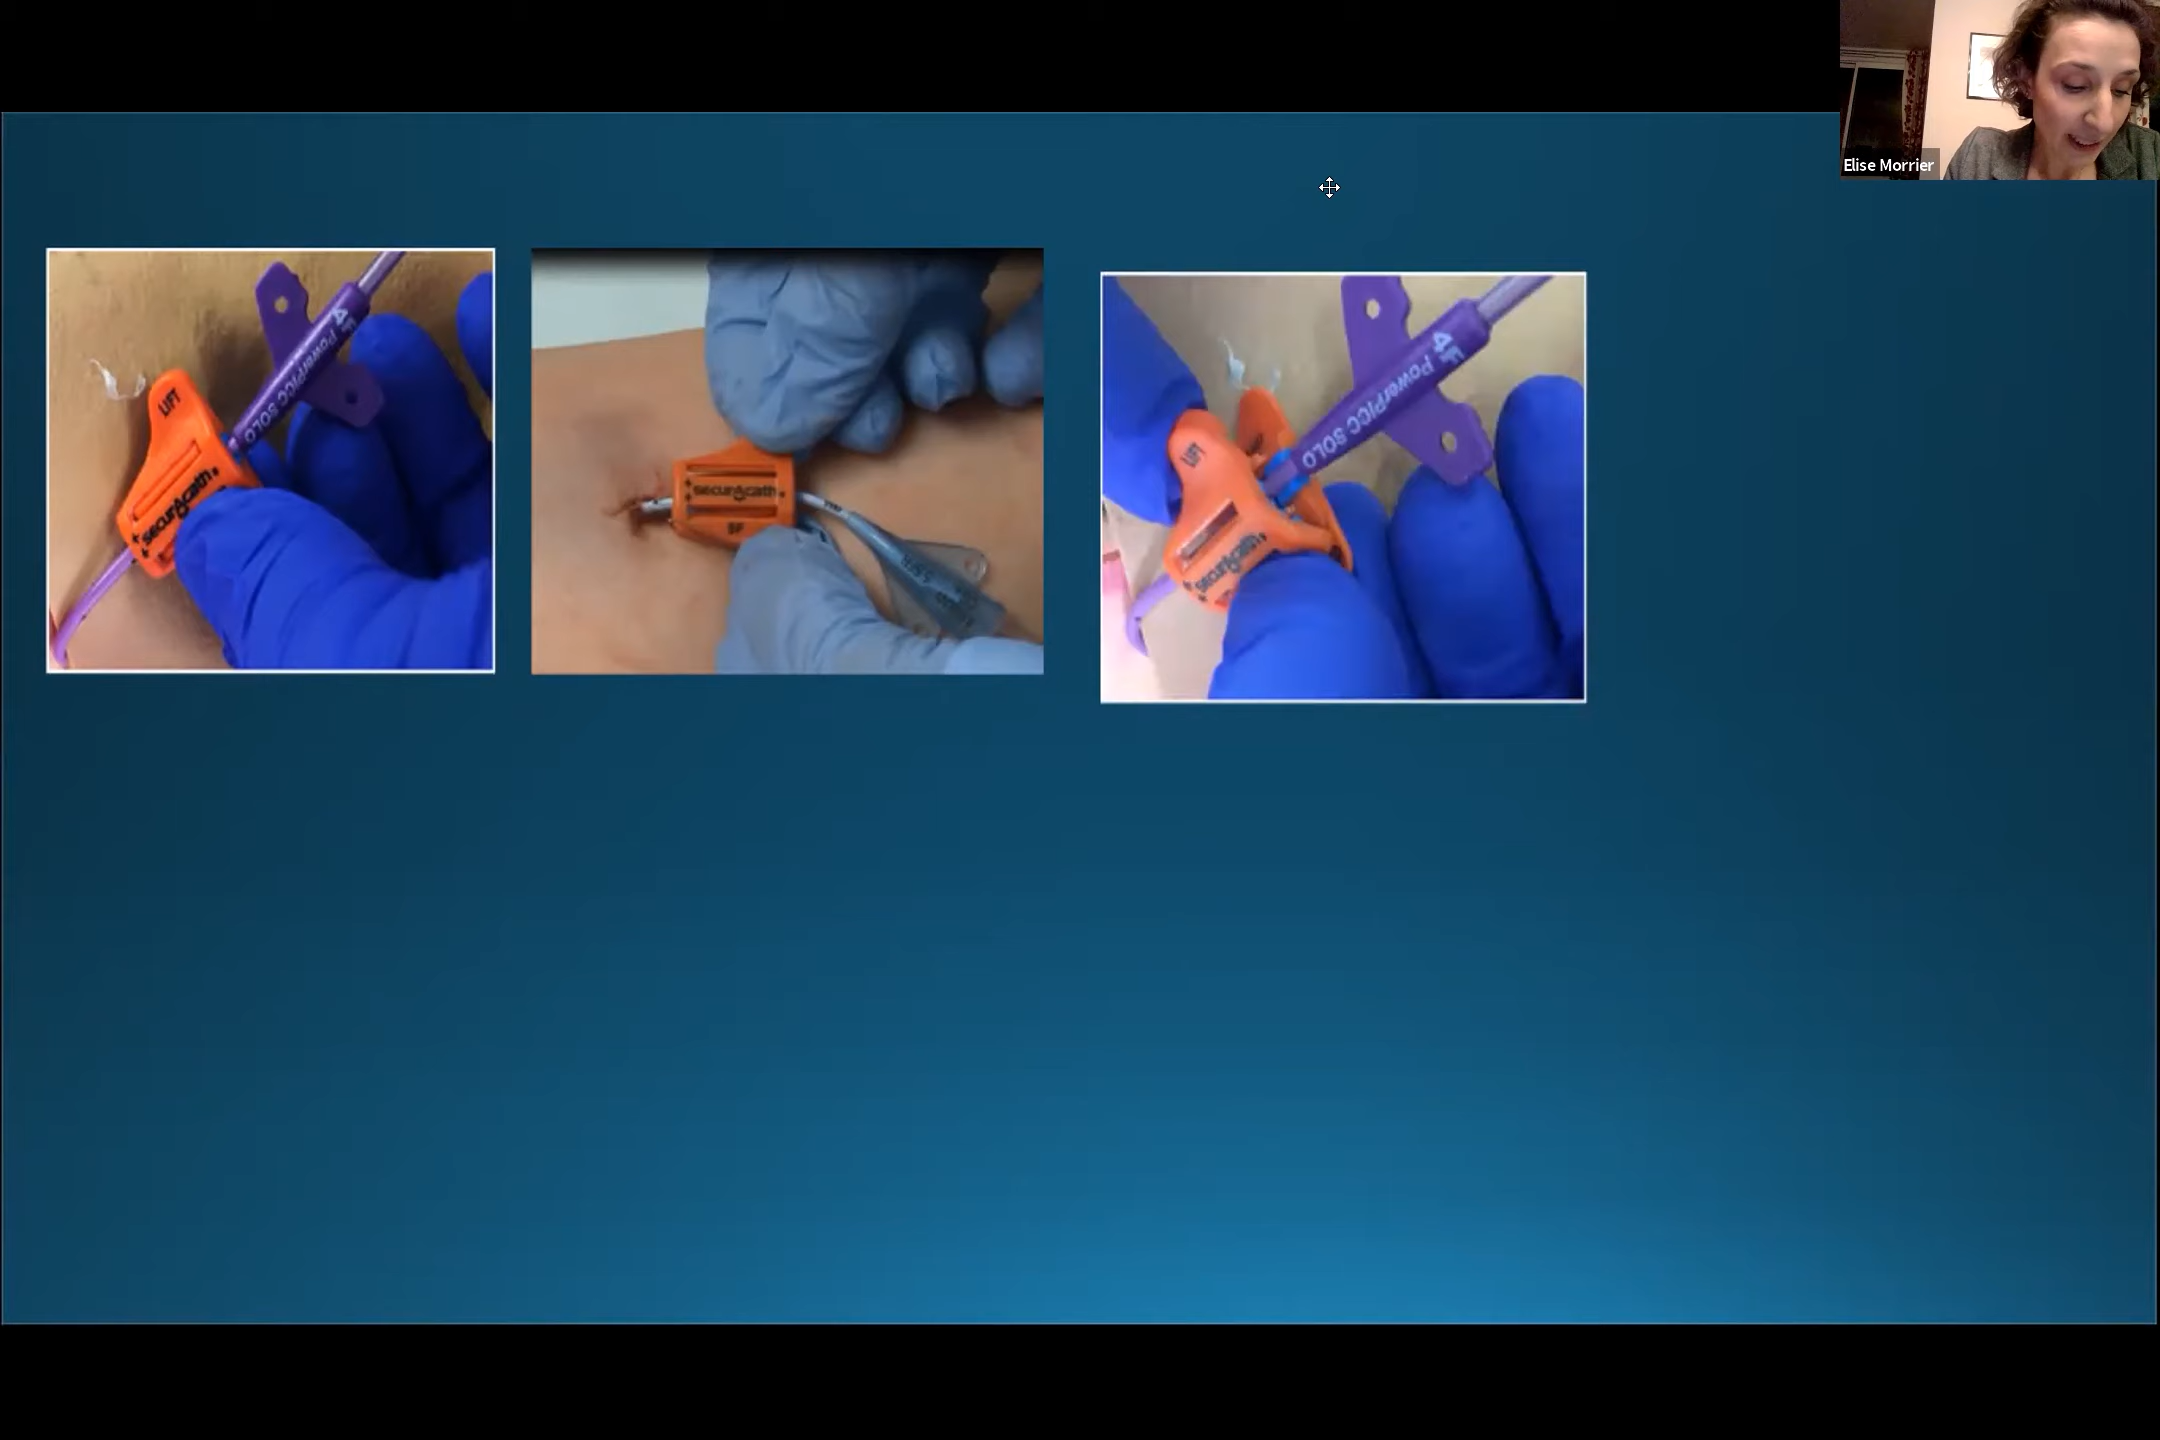 Elise Morrier
LIFT
securAcath
4F PowerPICC SOLO
securAcath
5F
LIFT
securAcath
4F PowerPICC SOLO